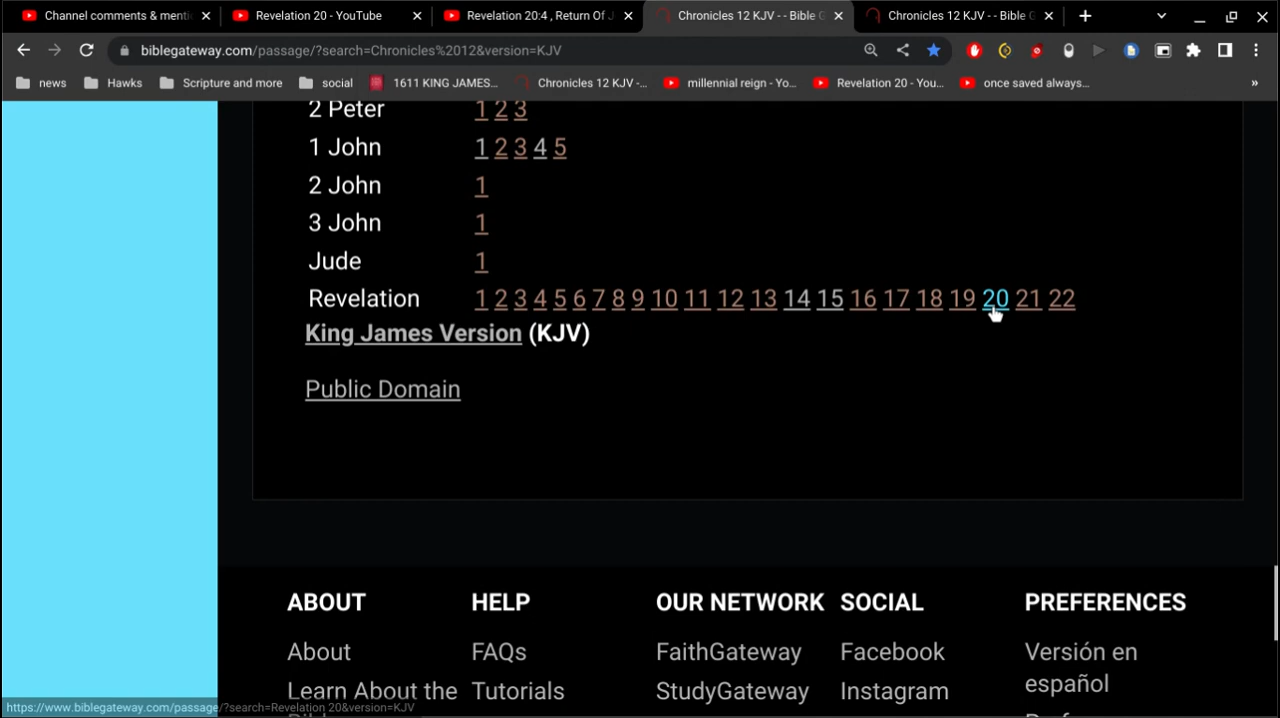 Channel comments & menti
Revelation 20 - YouTube
Revelation 20:4 , Return Of J
Chronicles 12 KJV - - Bible G
Chronicles 12 KJV - - Bible G
biblegateway.com/passage/?search=Chronicles%2012&version=KJV
news
Hawks
Scripture and more
social
1611 KING JAMES...
Chronicles 12 KJV -...
millennial reign - Yo...
Revelation 20 - You...
once saved always...
2 Peter 1 2 3
1 John 1 2 3 4 5
2 John 1
3 John 1
Jude 1
Revelation 1 2 3 4 5 6 7 8 9 10 11 12 13 14 15 16 17 18 19 20 21 22
King James Version (KJV)
Public Domain
ABOUT HELP OUR NETWORK SOCIAL PREFERENCES
About FAQs FaithGateway Facebook Versión en
español
Learn About the Tutorials StudyGateway Instagram
https://www.biblegateway.com/passage/?search=Revelation 20&version=KJV